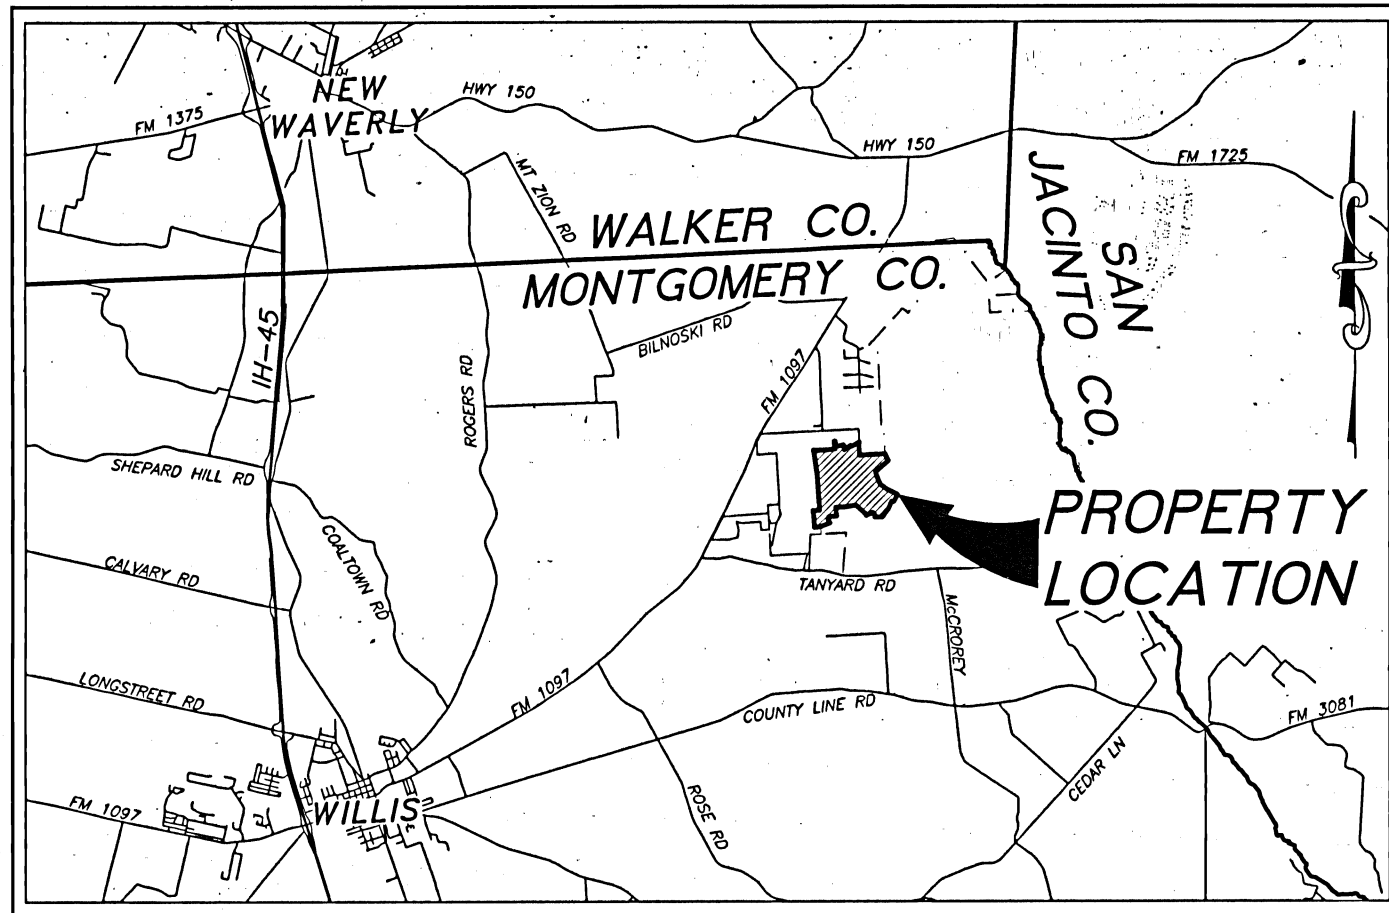 NEW
WAVERLY
HWY 150
FM 1375
HWY 150
FM 1725
MT ZION RD
WALKER CO.
MONTGOMERY CO.
SAN
JACINTO CO.
IH-45
BILNOSKI RD
ROGERS RD
FM 1097
SHEPARD HILL RD
PROPERTY
LOCATION
COALTOWN RD
CALVARY RD
TANYARD RD
McCROREY
LONGSTREET RD
FM 1097
COUNTY LINE RD
FM 3081
CEDAR LN
FM 1097
WILLIS
ROSE RD